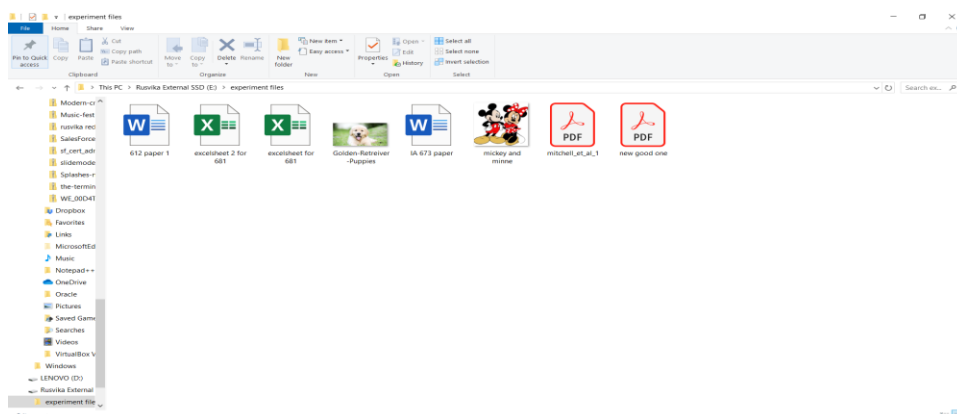 experiment files
File Home Share View
Pin to Quick access
Copy
Paste
Cut
Copy path
Paste shortcut
Clipboard
Move to
Copy to
Delete
Rename
Organize
New folder
New item
Easy access
New
Properties
Open
Edit
History
Open
Select all
Select none
Invert selection
Select
This PC > Rusvika External SSD (E:) > experiment files
Search ex...
Modern-cr
Music-fest
rusvika red
SalesForce
sf_cert_adr
slidemode
Splashes-r
the-termin
WE_00D4T
Dropbox
Favorites
Links
MicrosoftEd
Music
Notepad++
OneDrive
Oracle
Pictures
Saved Game
Searches
Videos
VirtualBox V
Windows
LENOVO (D:)
Rusvika External
experiment file
W
612 paper 1
X
excelsheet 2 for
681
X
excelsheet for
681
Golden-Retreiver
-Puppies
W
IA 673 paper
mickey and
minne
PDF
mitchell_et_al_1
PDF
new good one